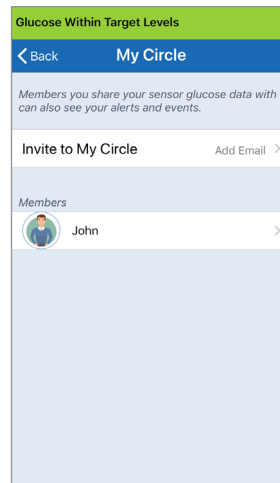 Glucose Within Target Levels
Back My Circle
Members you share your sensor glucose data with
can also see your alerts and events.
Invite to My Circle Add Email
Members
John